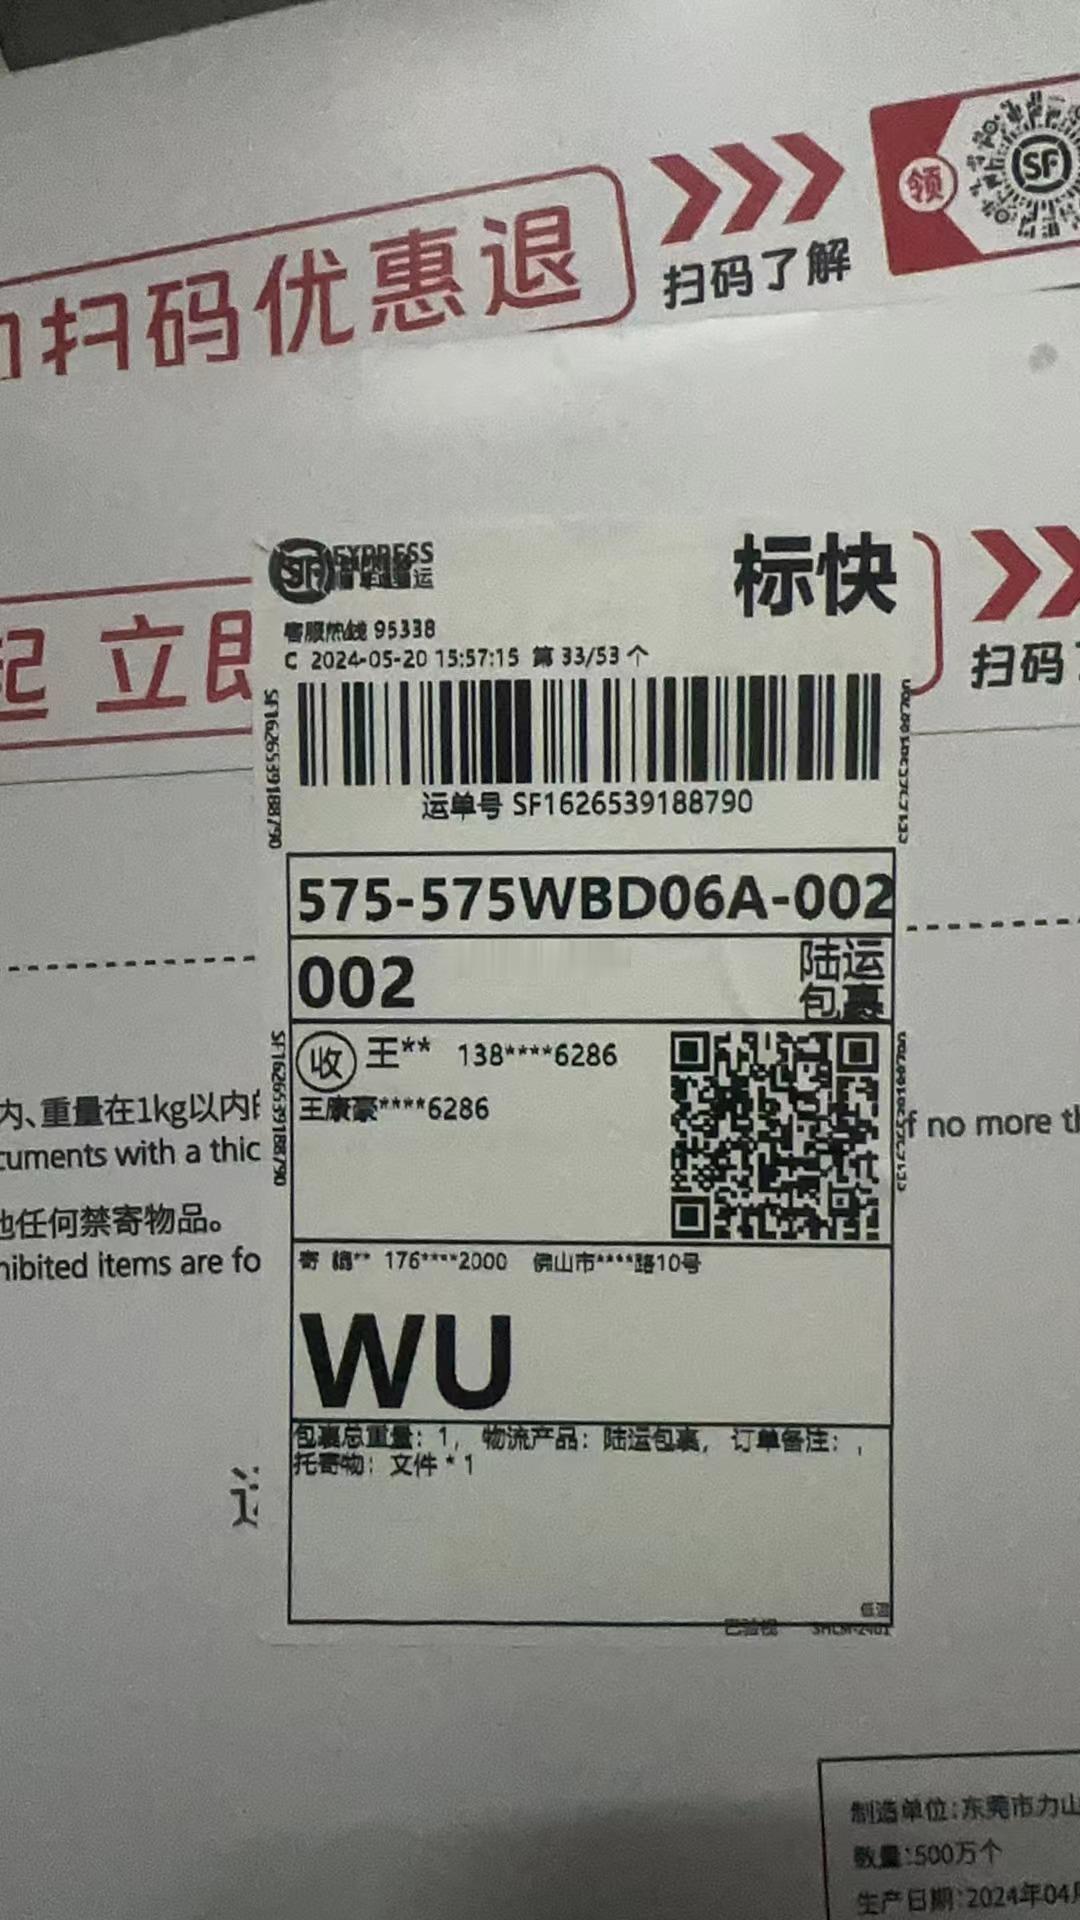 扫码优惠退
扫码了解
领
SF
SF EXPRESS
标快
立即
扫码
客服热线 95338
C 2024-05-20 15:57:15 第 33/53 个
SF1626539188790
运单号 SF1626539188790
575-575WBD06A-002
002
陆运
包裹
SF1626539188790
收 王** 138****6286
王康豪****6286
内、重量在1kg以内
cuments with a thic
f no more th
他任何禁寄物品。
hibited items are fo
寄 176****2000 佛山市****路10号
WU
包裹总重量：1， 物流产品：陆运包裹， 订单备注：，
托寄物：文件 * 1
已验视
制造单位:东莞市力山
数量:500万个
生产日期:2024年04月